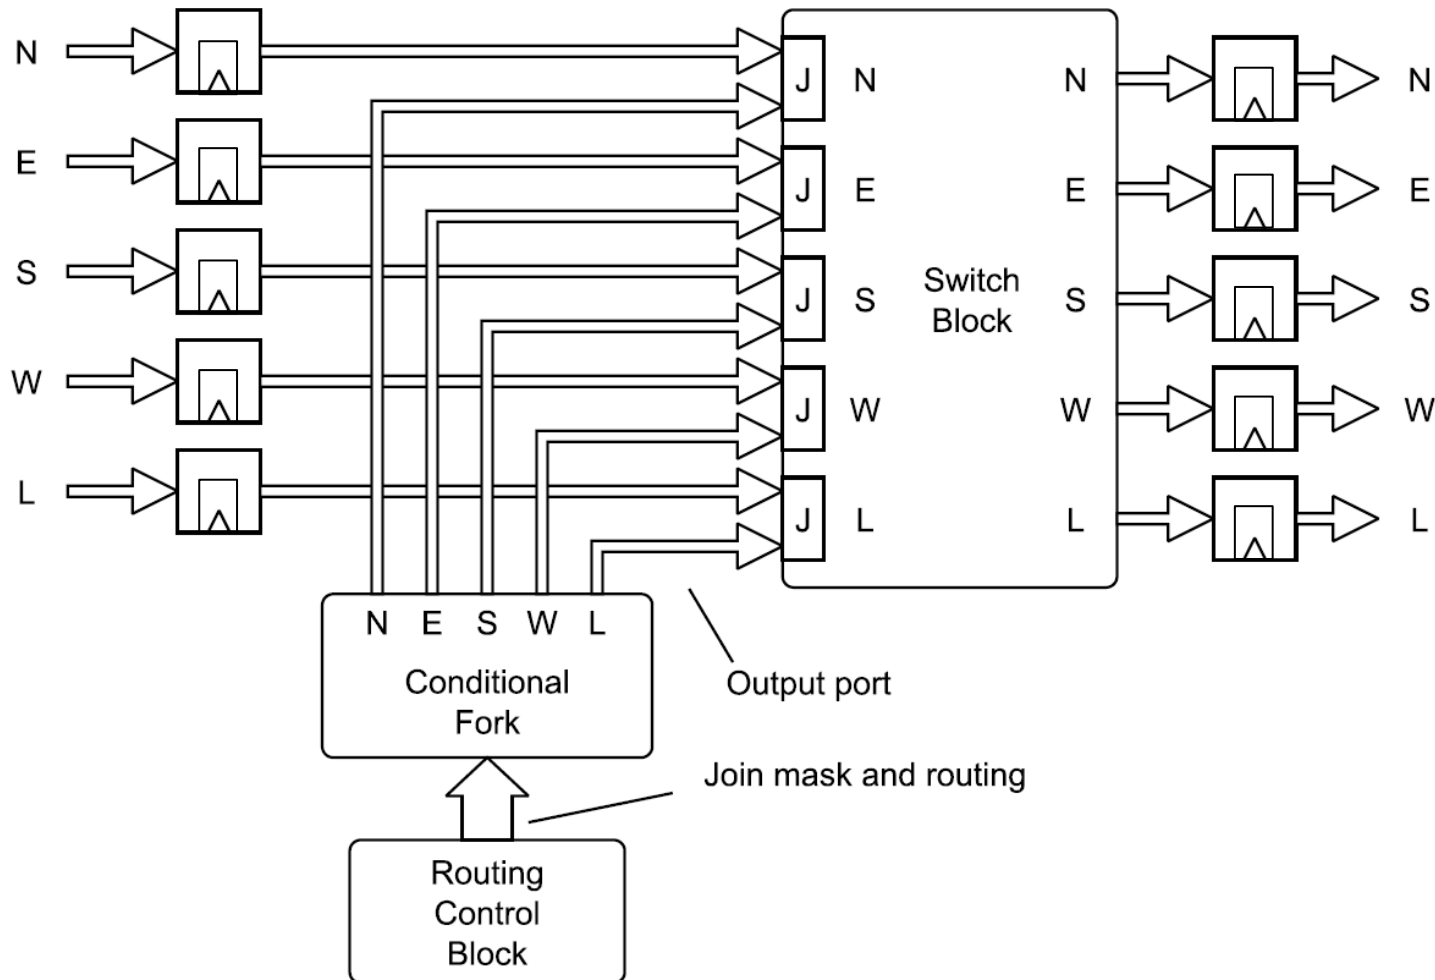 N
J
N
N
N
E
J
E
E
E
S
J
S
Switch
Block
S
S
W
J
W
W
W
L
J
L
L
L
N E S W L
Conditional
Fork
Output port
Join mask and routing
Routing
Control
Block